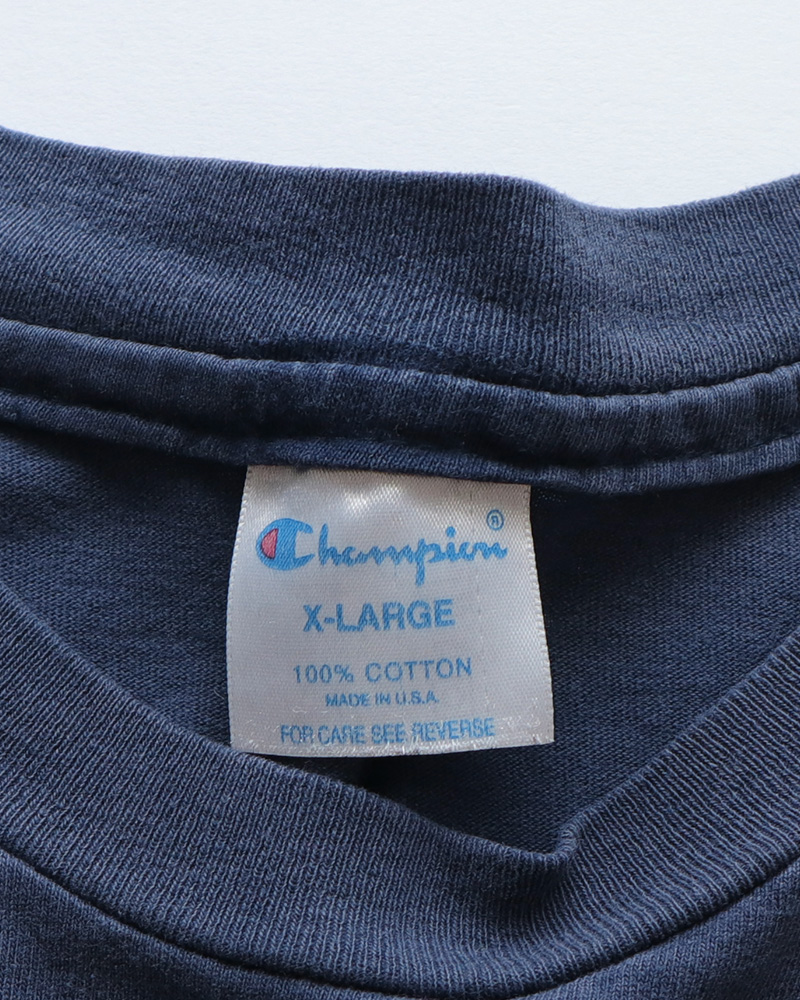 Champion®
X-LARGE
100% COTTON
MADE IN U.S.A.
FOR CARE SEE REVERSE